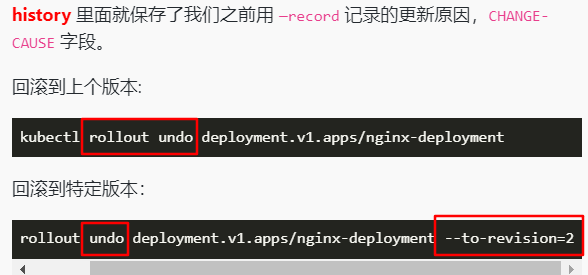 history 里面就保存了我们之前用 —record 记录的更新原因，CHANGE-
CAUSE 字段。
回滚到上个版本:
kubectl rollout undo deployment.v1.apps/nginx-deployment
回滚到特定版本：
rollout undo deployment.v1.apps/nginx-deployment --to-revision=2